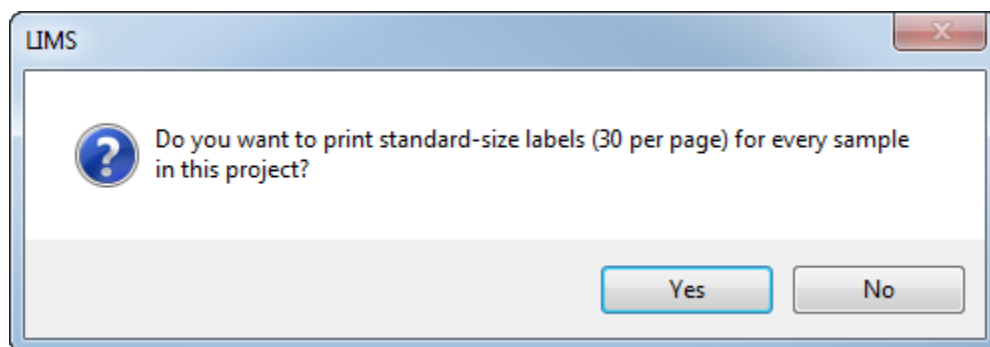 LIMS
Do you want to print standard-size labels (30 per page) for every sample
in this project?
Yes
No